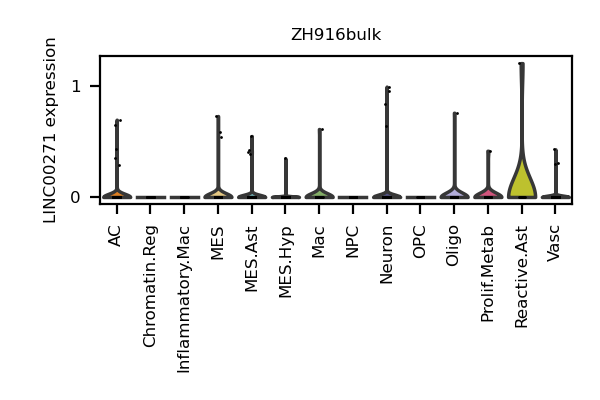 ZH916bulk
LINC00271 expression
1
0
AC
Chromatin.Reg
Inflammatory.Mac
MES
MES.Ast
MES.Hyp
Mac
NPC
Neuron
OPC
Oligo
Prolif.Metab
Reactive.Ast
Vasc